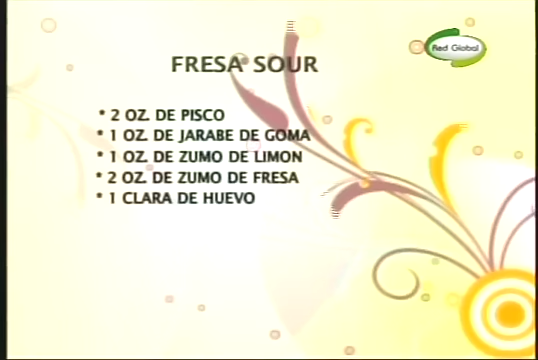 Red Global
FRESA SOUR
* 2 OZ. DE PISCO
* 1 OZ. DE JARABE DE GOMA
* 1 OZ. DE ZUMO DE LIMON
* 2 OZ. DE ZUMO DE FRESA
* 1 CLARA DE HUEVO